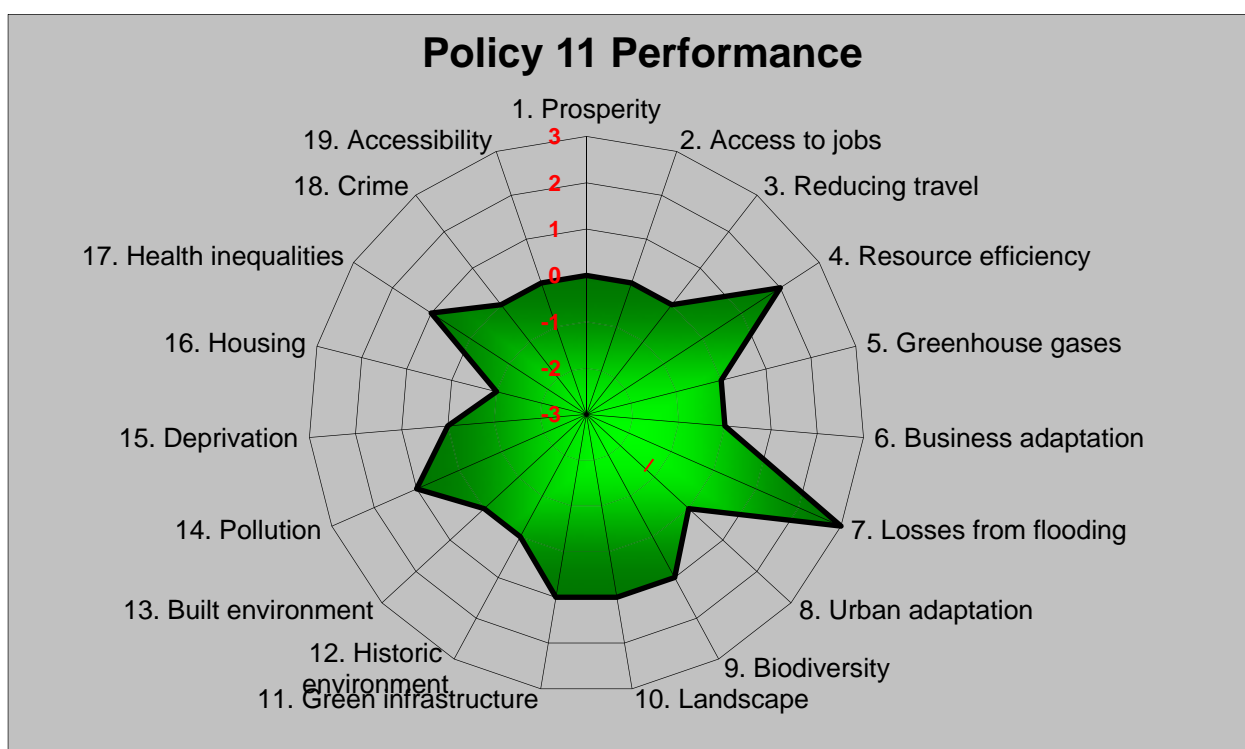 Policy 11 Performance
1. Prosperity
2. Access to jobs
3. Reducing travel
4. Resource efficiency
5. Greenhouse gases
6. Business adaptation
7. Losses from flooding
8. Urban adaptation
9. Biodiversity
10. Landscape
11. Green infrastructure
12. Historic
environment
13. Built environment
14. Pollution
15. Deprivation
16. Housing
17. Health inequalities
18. Crime
19. Accessibility
3
2
1
0
-1
-2
-3